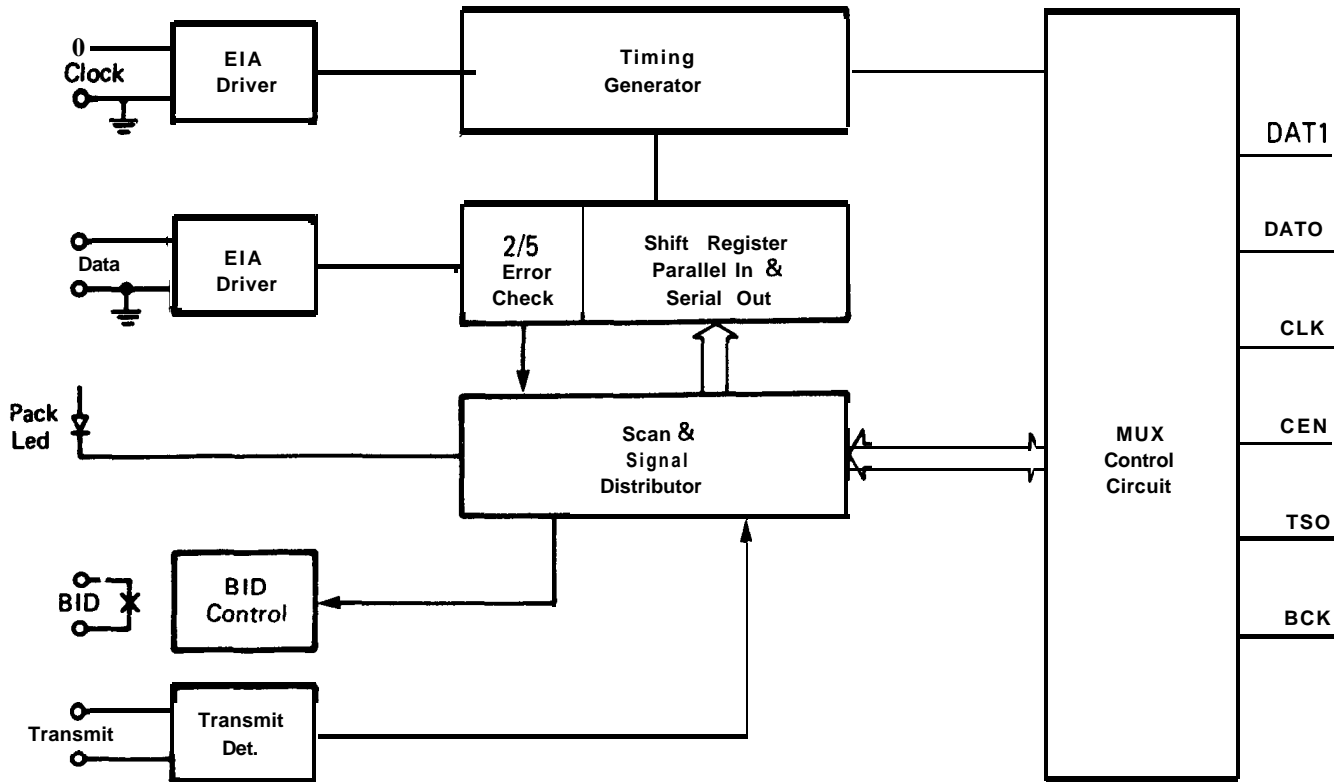 0
Clock
EIA
Driver
Timing
Generator
DAT1
DATO
CLK
CEN
TSO
BCK
Data
EIA
Driver
2/5
Error
Check
Shift Register
Parallel In &
Serial Out
Pack
Led
Scan &
Signal
Distributor
MUX
Control
Circuit
BID
BID
Control
Transmit
Transmit
Det.